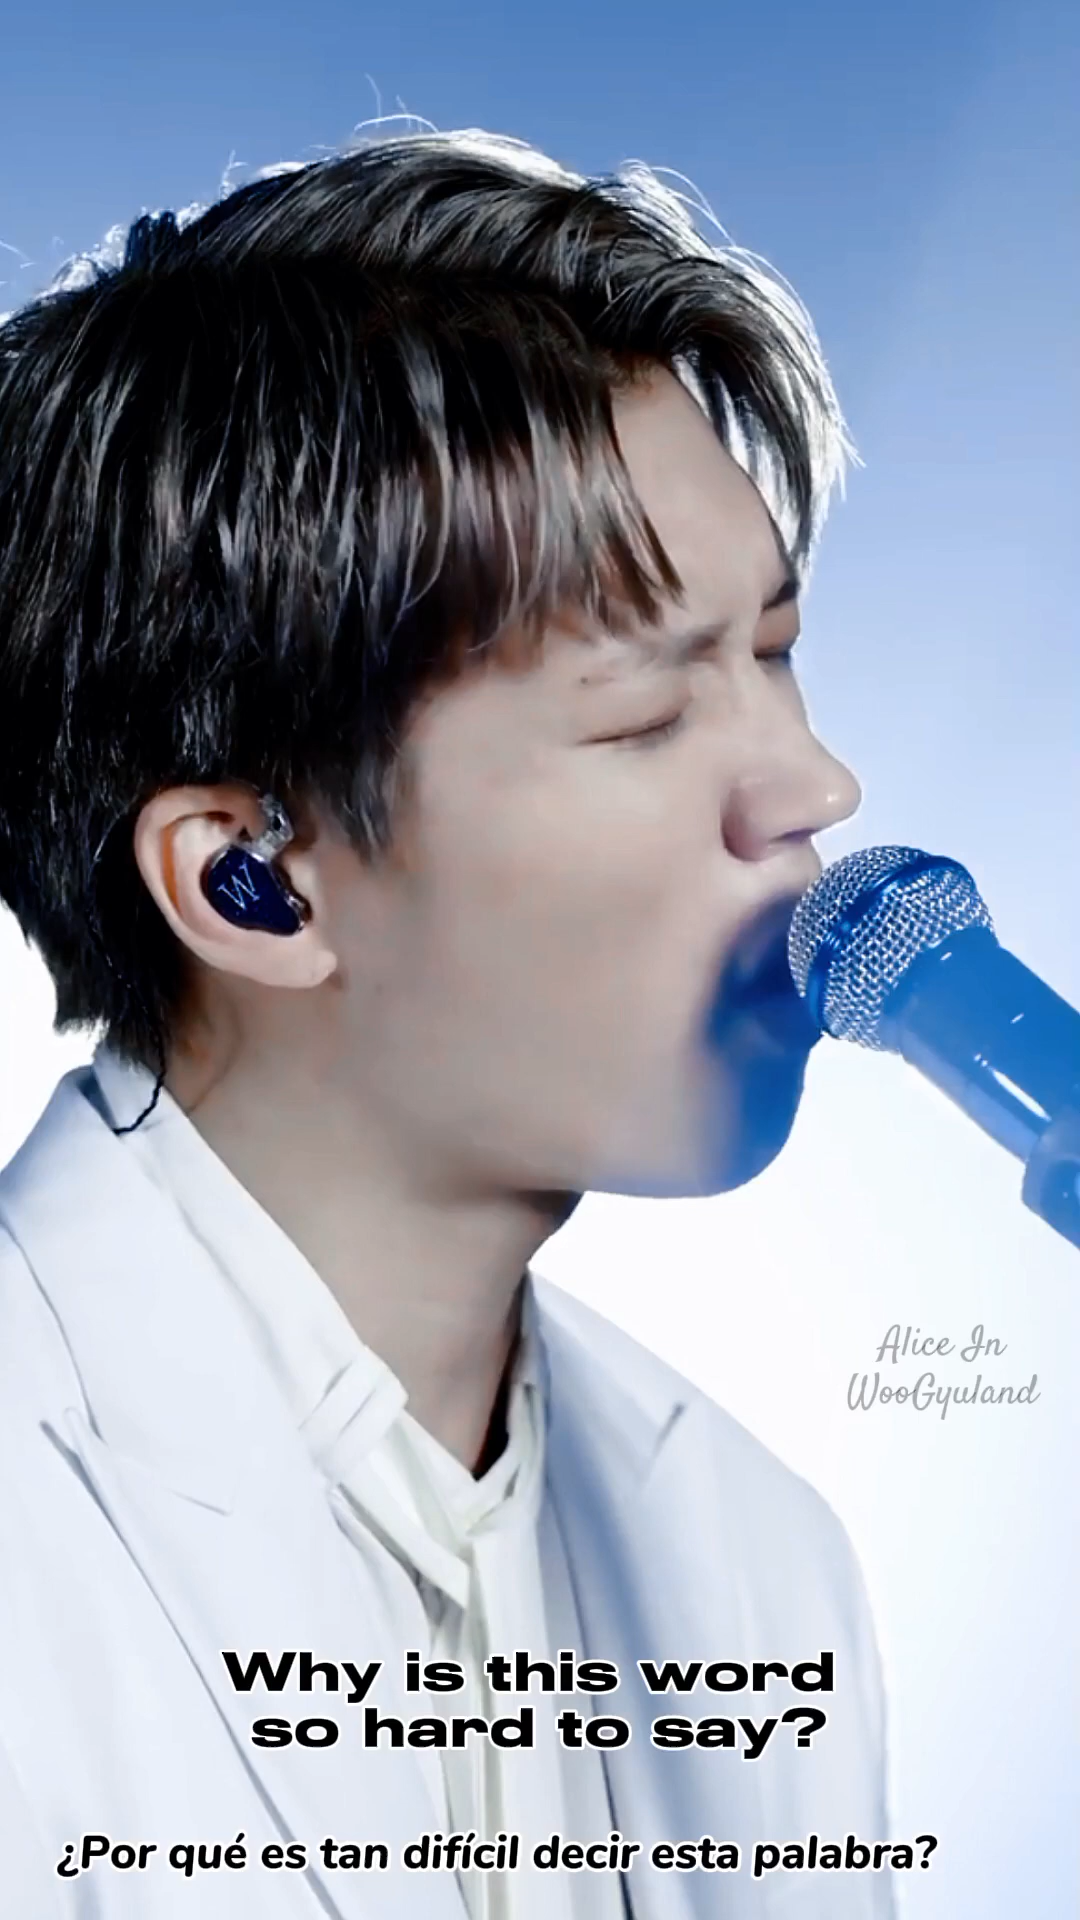 W
Alice In
WooGyuland
Why is this word
so hard to say?
¿Por qué es tan difícil decir esta palabra?